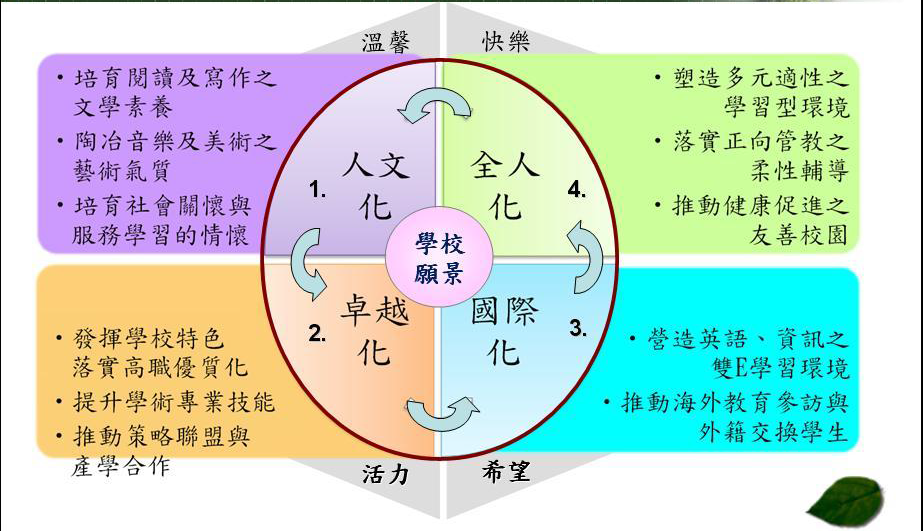 溫馨
快樂
・培育閱讀及寫作之
文學素養
・陶冶音樂及美術之
藝術氣質
・培育社會關懷與
服務學習的情懷
・塑造多元適性之
學習型環境
・落實正向管教之
柔性輔導
・推動健康促進之
友善校園
1.
人文
化
全人
化
4.
學校
願景
2.
卓越
化
國際
化
3.
・發揮學校特色
落實高職優質化
・提升學術專業技能
・推動策略聯盟與
產學合作
・營造英語、資訊之
雙E學習環境
・推動海外教育參訪與
外籍交換學生
活力
希望